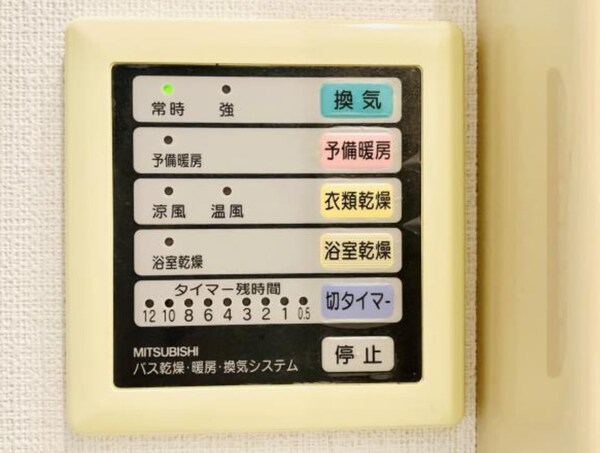 常時 強 換気
予備暖房 予備暖房
涼風 温風 衣類乾燥
浴室乾燥 浴室乾燥
タイマー残時間
12 10 8 6 4 3 2 1 0.5 切タイマー
MITSUBISHI
バス乾燥・暖房・換気システム
停止